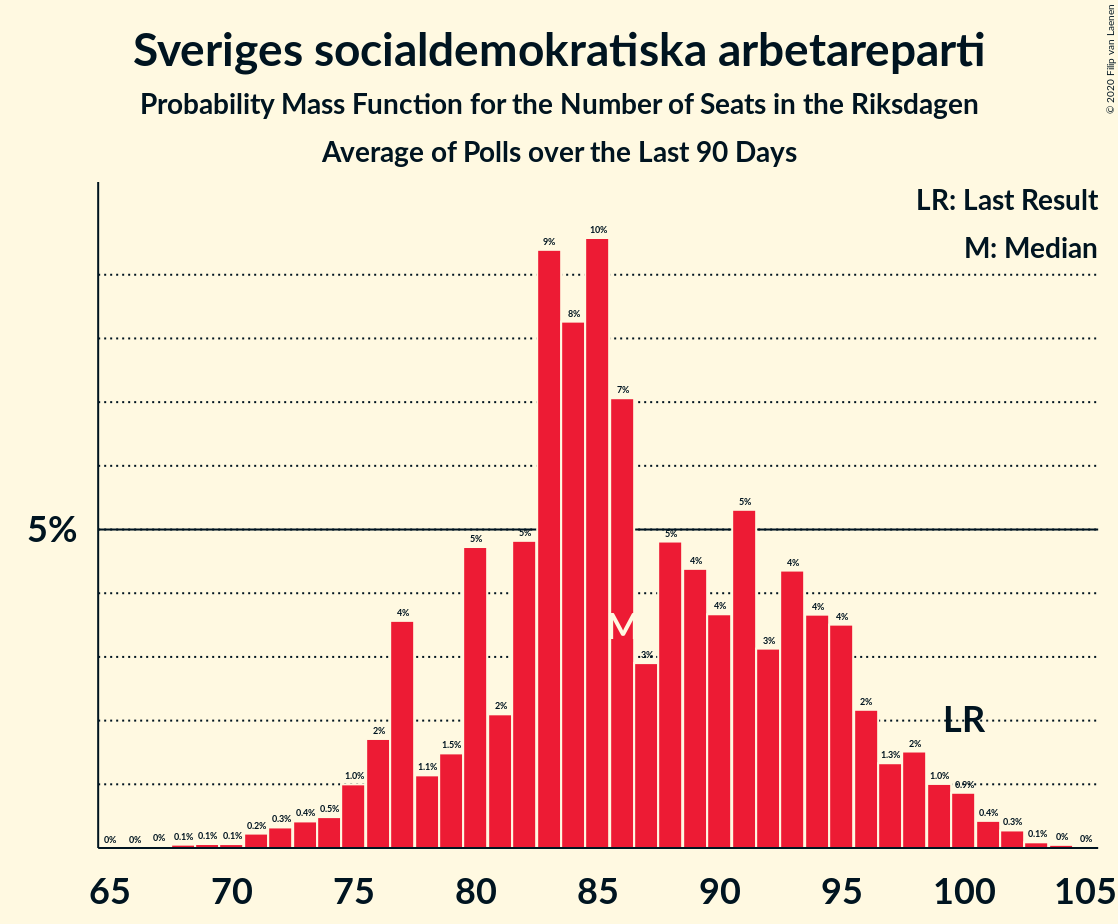 Sveriges socialdemokratiska arbetareparti
Probability Mass Function for the Number of Seats in the Riksdagen
Average of Polls over the Last 90 Days
© 2020 Filip van Laenen
LR: Last Result
M: Median
5%
0% 0% 0% 0.1% 0.1% 0.1% 0.2% 0.3% 0.4% 0.5% 1.0% 2% 4% 1.1% 1.5% 5% 2% 5% 9% 8% 10% 7% 3% 5% 4% 4% 5% 3% 4% 4% 4% 2% 1.3% 2% 1.0% 0.9% 0.4% 0.3% 0.1% 0% 0%
M
LR
65 70 75 80 85 90 95 100 105